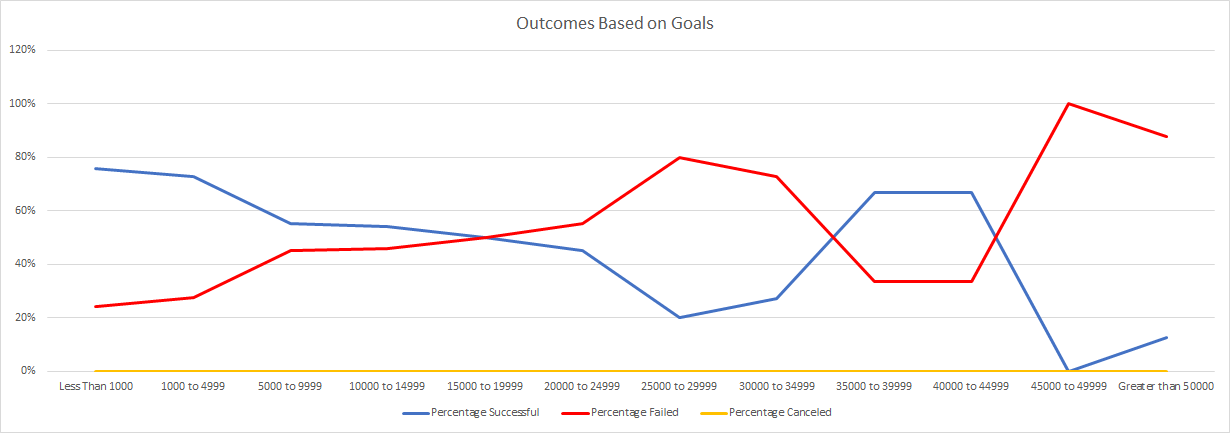 Outcomes Based on Goals
120%
100%
80%
60%
40%
20%
0%
Less Than 1000 1000 to 4999 5000 to 9999 10000 to 14999 15000 to 19999 20000 to 24999 25000 to 29999 30000 to 34999 35000 to 39999 40000 to 44999 45000 to 49999 Greater than 50000
Percentage Successful Percentage Failed Percentage Canceled